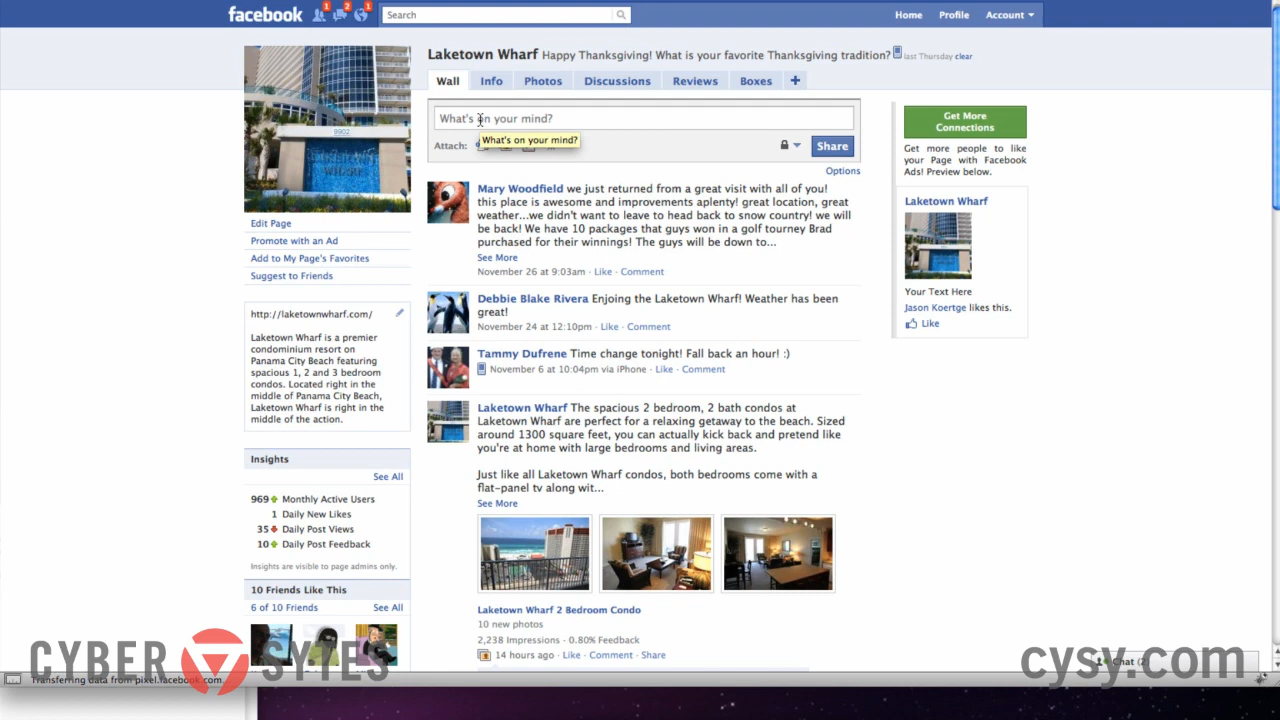 facebook
1
2
1
Search
Home
Profile
Account
Laketown Wharf Happy Thanksgiving! What is your favorite Thanksgiving tradition?
last Thursday clear
Wall
Info
Photos
Discussions
Reviews
Boxes
+
9902
What's on your mind?
What's on your mind?
Attach:
Share
Options
Edit Page
Promote with an Ad
Add to My Page's Favorites
Suggest to Friends
http://laketownwharf.com/
Laketown Wharf is a premier
condominium resort on
Panama City Beach featuring
spacious 1, 2 and 3 bedroom
condos. Located right in the
middle of Panama City Beach,
Laketown Wharf is right in the
middle of the action.
Insights
See All
969 Monthly Active Users
1 Daily New Likes
35 Daily Post Views
10 Daily Post Feedback
Insights are visible to page admins only.
10 Friends Like This
6 of 10 Friends
See All
Mary Woodfield we just returned from a great visit with all of you!
this place is awesome and improvements aplenty! great location, great
weather...we didn't want to leave to head back to snow country! we will
be back! We have 10 packages that guys won in a golf tourney Brad
purchased for their winnings! The guys will be down to...
See More
November 26 at 9:03am · Like · Comment
Debbie Blake Rivera Enjoing the Laketown Wharf! Weather has been
great!
November 24 at 12:10pm · Like · Comment
Tammy Dufrene Time change tonight! Fall back an hour! :)
November 6 at 10:04pm via iPhone · Like · Comment
Laketown Wharf The spacious 2 bedroom, 2 bath condos at
Laketown Wharf are perfect for a relaxing getaway to the beach. Sized
around 1300 square feet, you can actually kick back and pretend like
you're at home with large bedrooms and living areas.
Just like all Laketown Wharf condos, both bedrooms come with a
flat-panel tv along wit...
See More
Laketown Wharf 2 Bedroom Condo
10 new photos
2,238 Impressions · 0.80% Feedback
14 hours ago · Like · Comment · Share
Get More
Connections
Get more people to like
your Page with Facebook
Ads! Preview below.
Laketown Wharf
Your Text Here
Jason Koertge likes this.
Like
CYBER SYTES
cysy.com
Chat (2)
Transferring data from pixel.facebook.com...